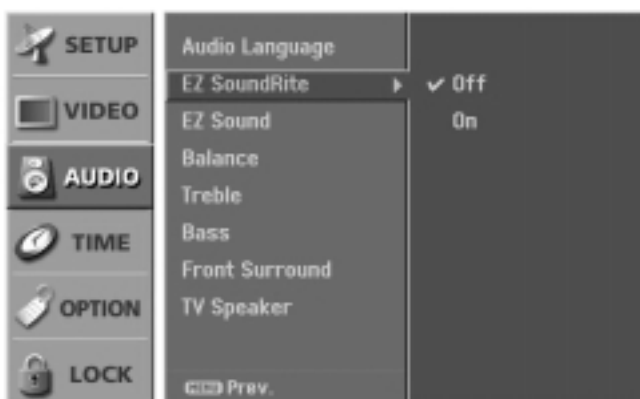 SETUP
VIDEO
AUDIO
TIME
OPTION
LOCK
Audio Language
EZ SoundRite
EZ Sound
Balance
Treble
Bass
Front Surround
TV Speaker
MENU Prev.
Off
On